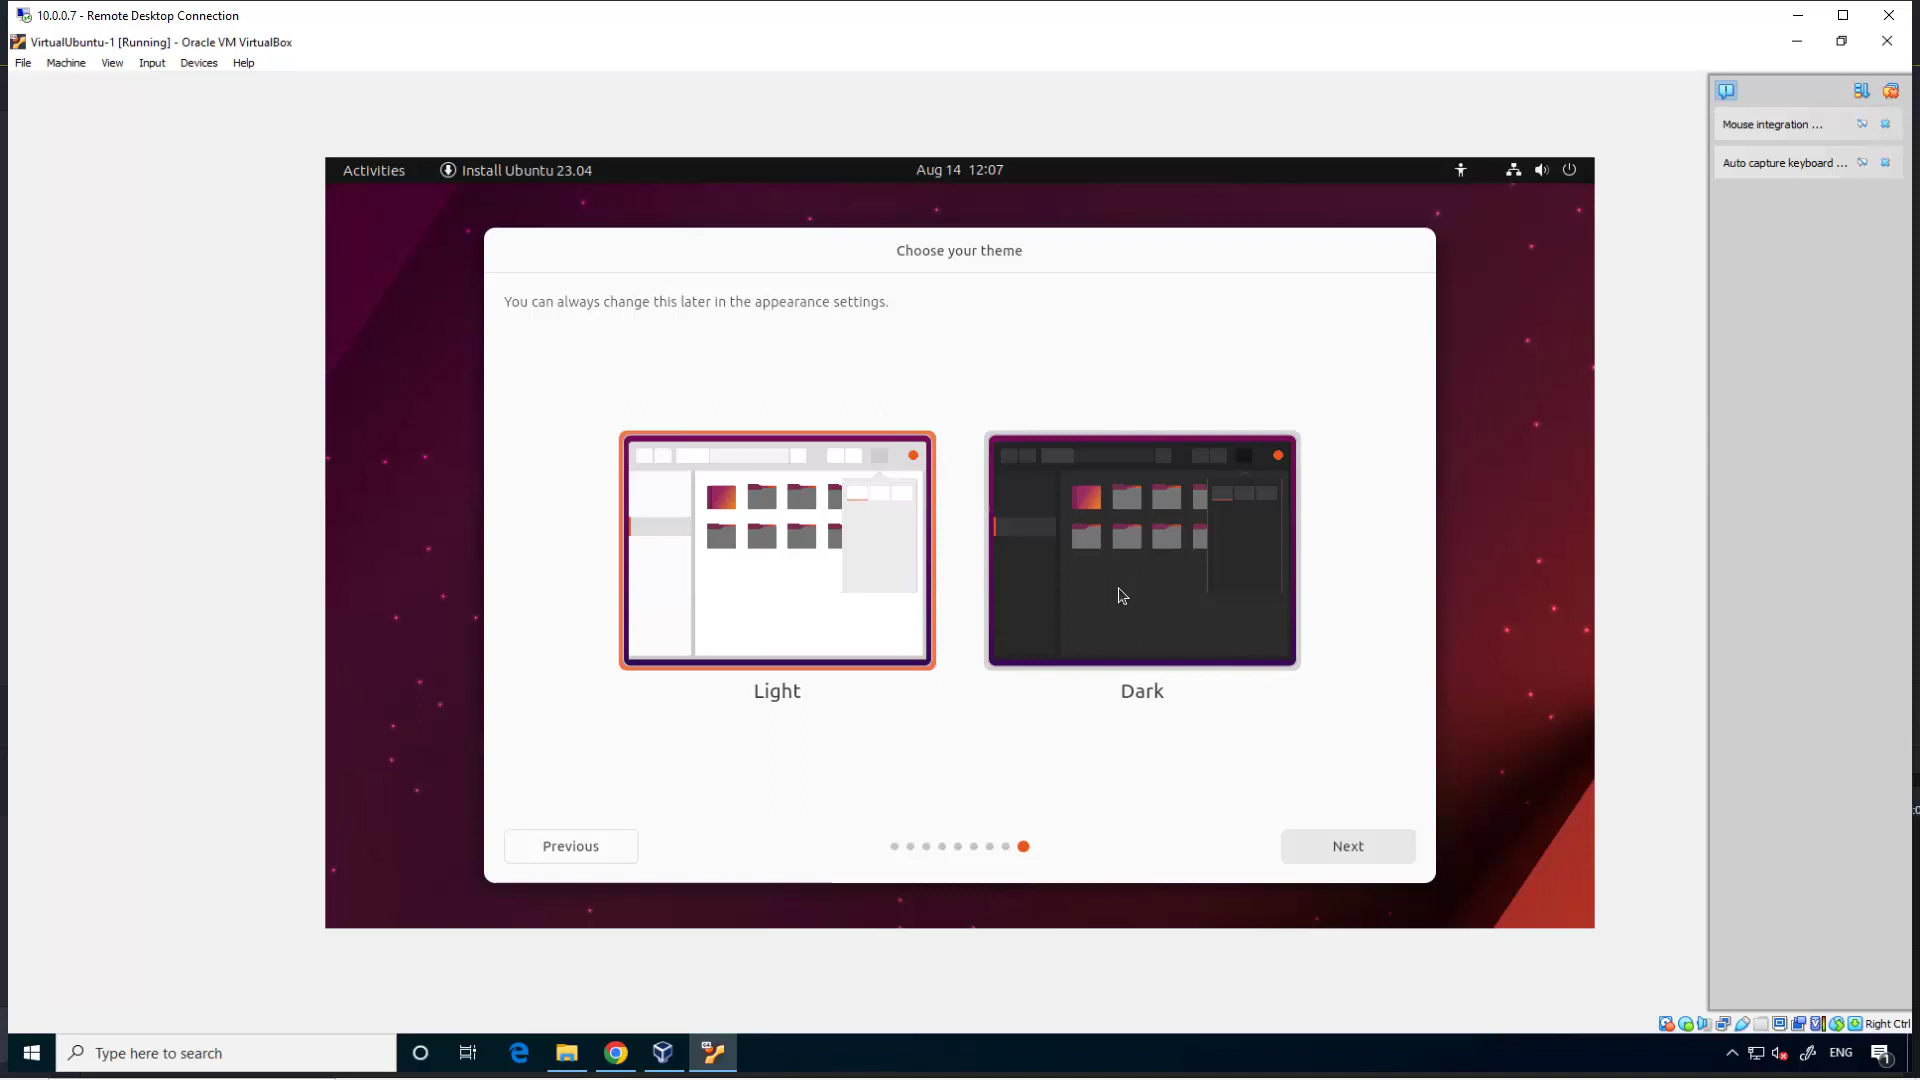 10.0.0.7 - Remote Desktop Connection
VirtualUbuntu-1 [Running] - Oracle VM VirtualBox
File Machine View Input Devices Help
Mouse integration ...
Auto capture keyboard ...
Activities Install Ubuntu 23.04 Aug 14 12:07
Choose your theme
You can always change this later in the appearance settings.
Light Dark
Previous Next
Right Ctrl
Type here to search
ENG
1